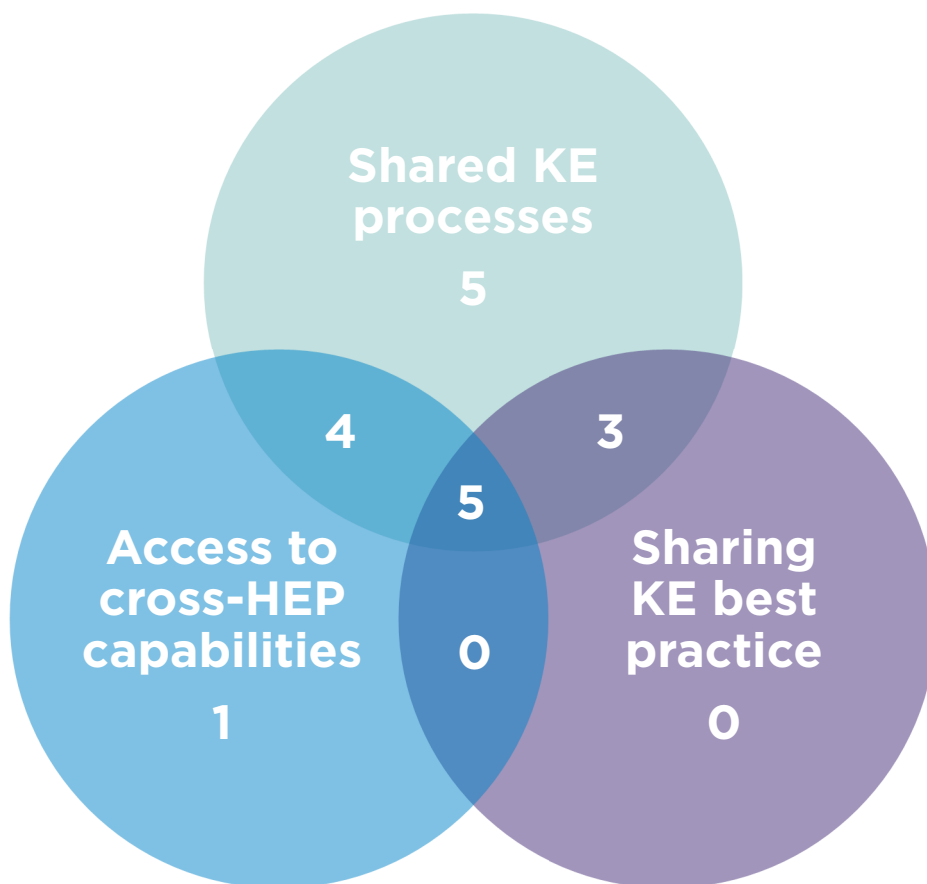 Shared KE
processes
5
4
3
5
Access to
cross-HEP
capabilities
1
0
Sharing
KE best
practice
0